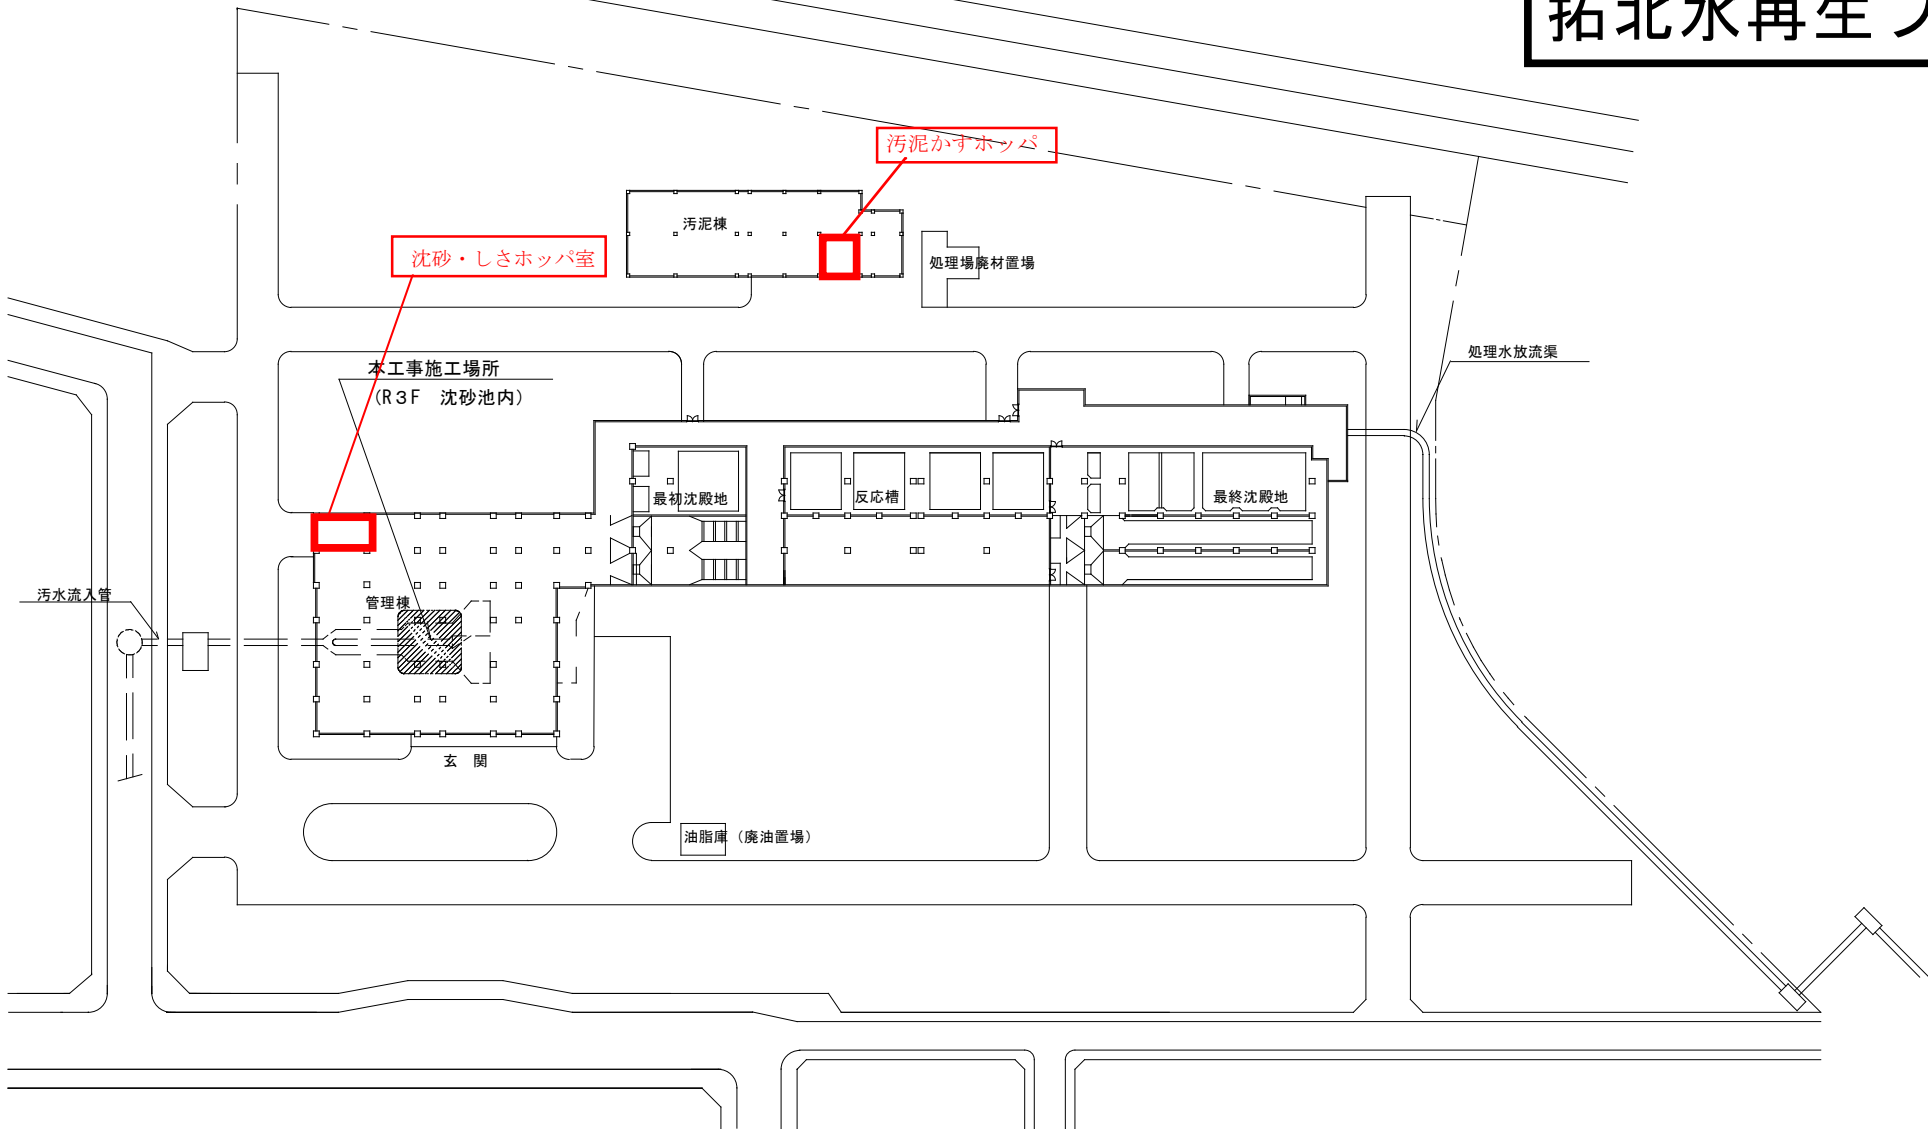 拓北水再生プ
汚泥かすホッパ
汚泥棟
沈砂・しさホッパ室
処理場廃材置場
処理水放流渠
本工事施工場所
(R3F 沈砂池内)
最初沈殿地
反応槽
最終沈殿地
汚水流入管
管理棟
玄 関
油脂庫 (廃油置場)